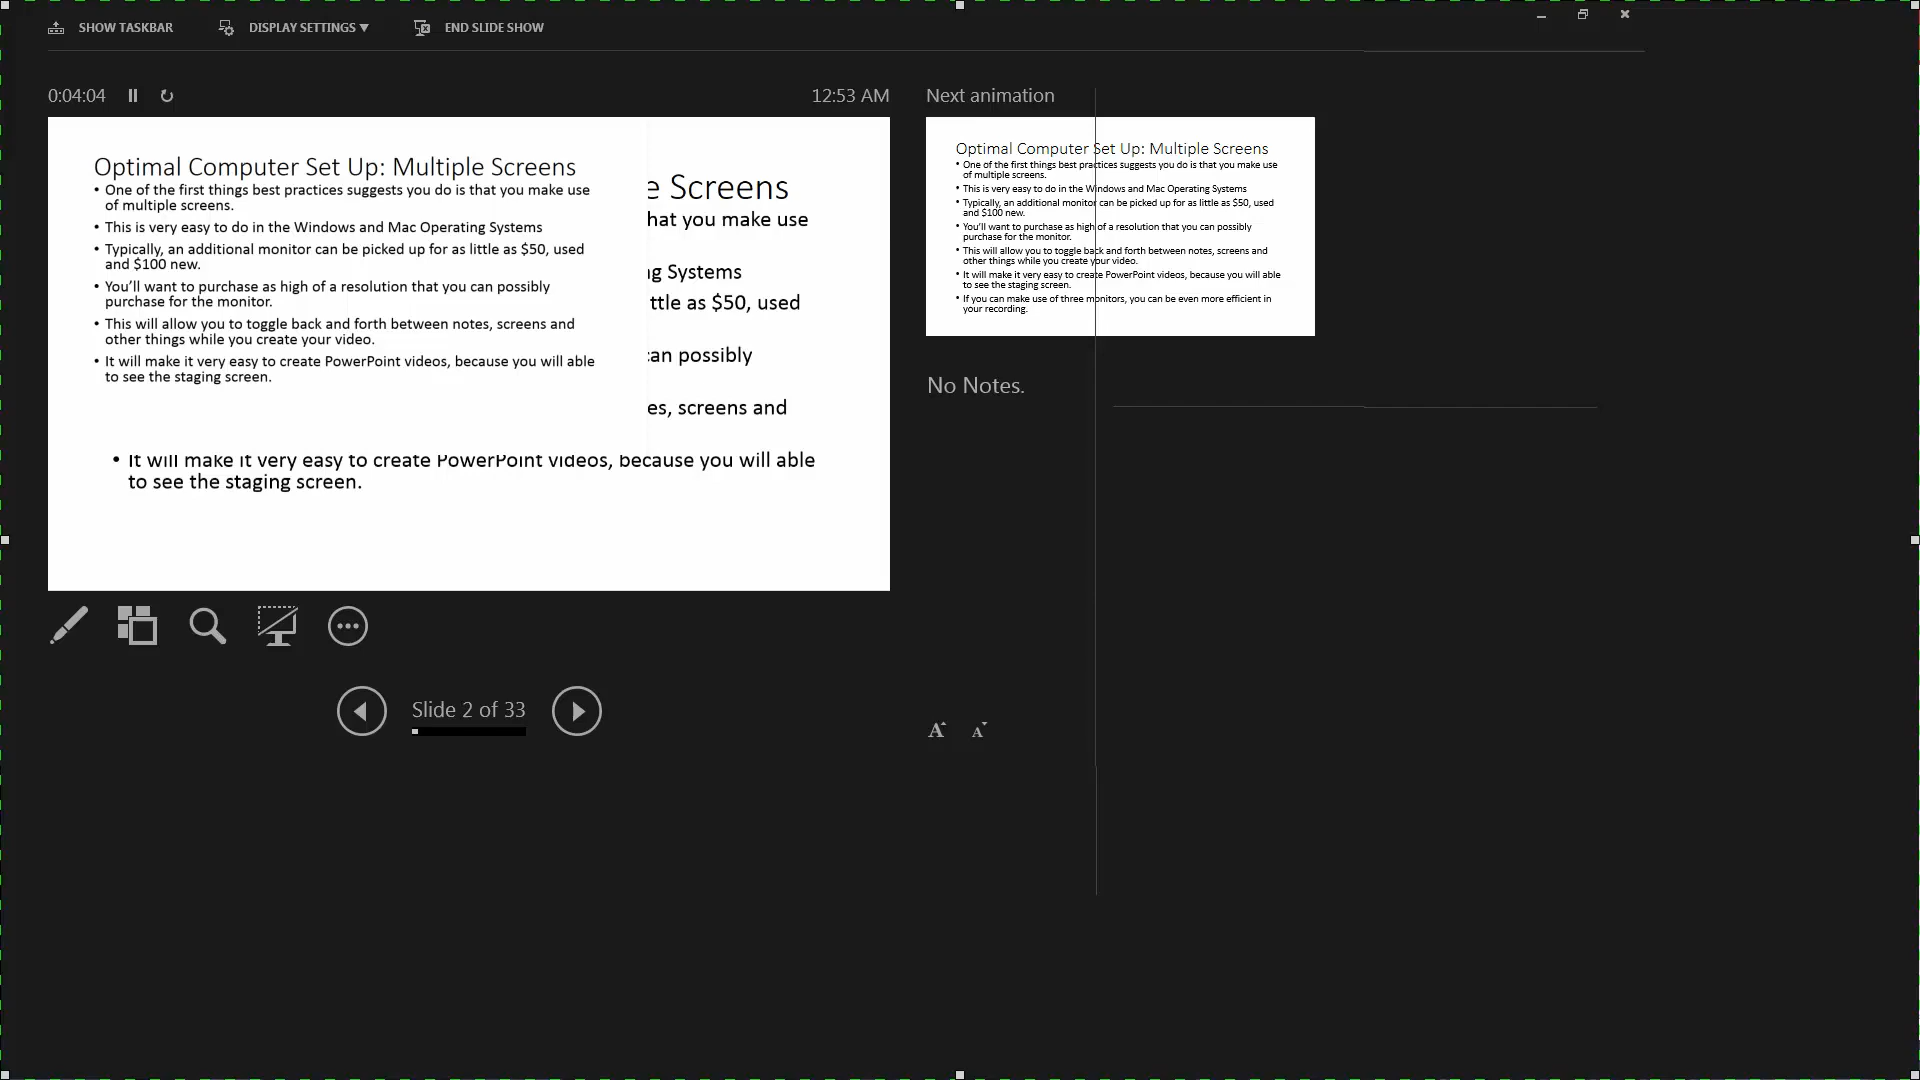 SHOW TASKBAR
DISPLAY SETTINGS ▼
END SLIDE SHOW
0:04:04
12:53 AM
Next animation
Optimal Computer Set Up: Multiple Screens
• One of the first things best practices suggests you do is that you make use
of multiple screens.
• This is very easy to do in the Windows and Mac Operating Systems
• Typically, an additional monitor can be picked up for as little as $50, used
and $100 new.
• You'll want to purchase as high of a resolution that you can possibly
purchase for the monitor.
• This will allow you to toggle back and forth between notes, screens and
other things while you create your video.
• It will make it very easy to create PowerPoint videos, because you will able
to see the staging screen.
e Screens
hat you make use
ng Systems
ttle as $50, used
can possibly
es, screens and
• It will make it very easy to create PowerPoint videos, because you will able
to see the staging screen.
Optimal Computer Set Up: Multiple Screens
• One of the first things best practices suggests you do is that you make use
of multiple screens.
• This is very easy to do in the Windows and Mac Operating Systems
• Typically, an additional monitor can be picked up for as little as $50, used
and $100 new.
• You'll want to purchase as high of a resolution that you can possibly
purchase for the monitor.
• This will allow you to toggle back and forth between notes, screens and
other things while you create your video.
• It will make it very easy to create PowerPoint videos, because you will able
to see the staging screen.
• If you can make use of three monitors, you can be even more efficient in
your recording.
No Notes.
Slide 2 of 33
A A